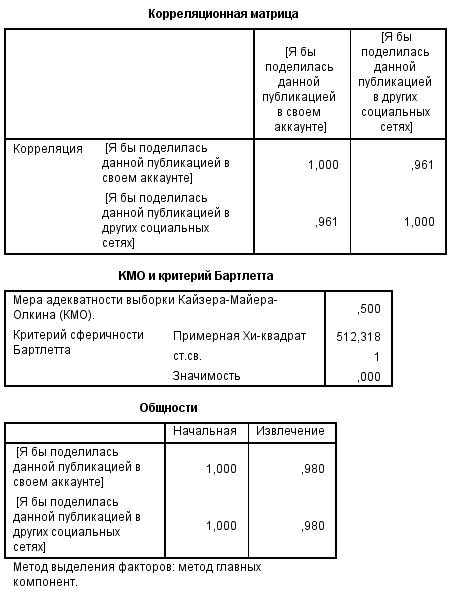 Корреляционная матрица
[Я бы
поделилась
данной
публикацией
в своем
аккаунте]
[Я бы
поделилась
данной
публикацией
в других
социальных
сетях]
Корреляция [Я бы поделилась
данной публикацией в
своем аккаунте] 1,000 ,961
[Я бы поделилась
данной публикацией в
других социальных
сетях] ,961 1,000
КМО и критерий Бартлетта
Мера адекватности выборки Кайзера-Майера-
Олкина (КМО). ,500
Критерий сферичности Примерная Хи-квадрат 512,318
Бартлетта ст.св. 1
Значимость ,000
Общности
Начальная Извлечение
[Я бы поделилась
данной публикацией в
своем аккаунте] 1,000 ,980
[Я бы поделилась
данной публикацией в
других социальных
сетях] 1,000 ,980
Метод выделения факторов: метод главных
компонент.